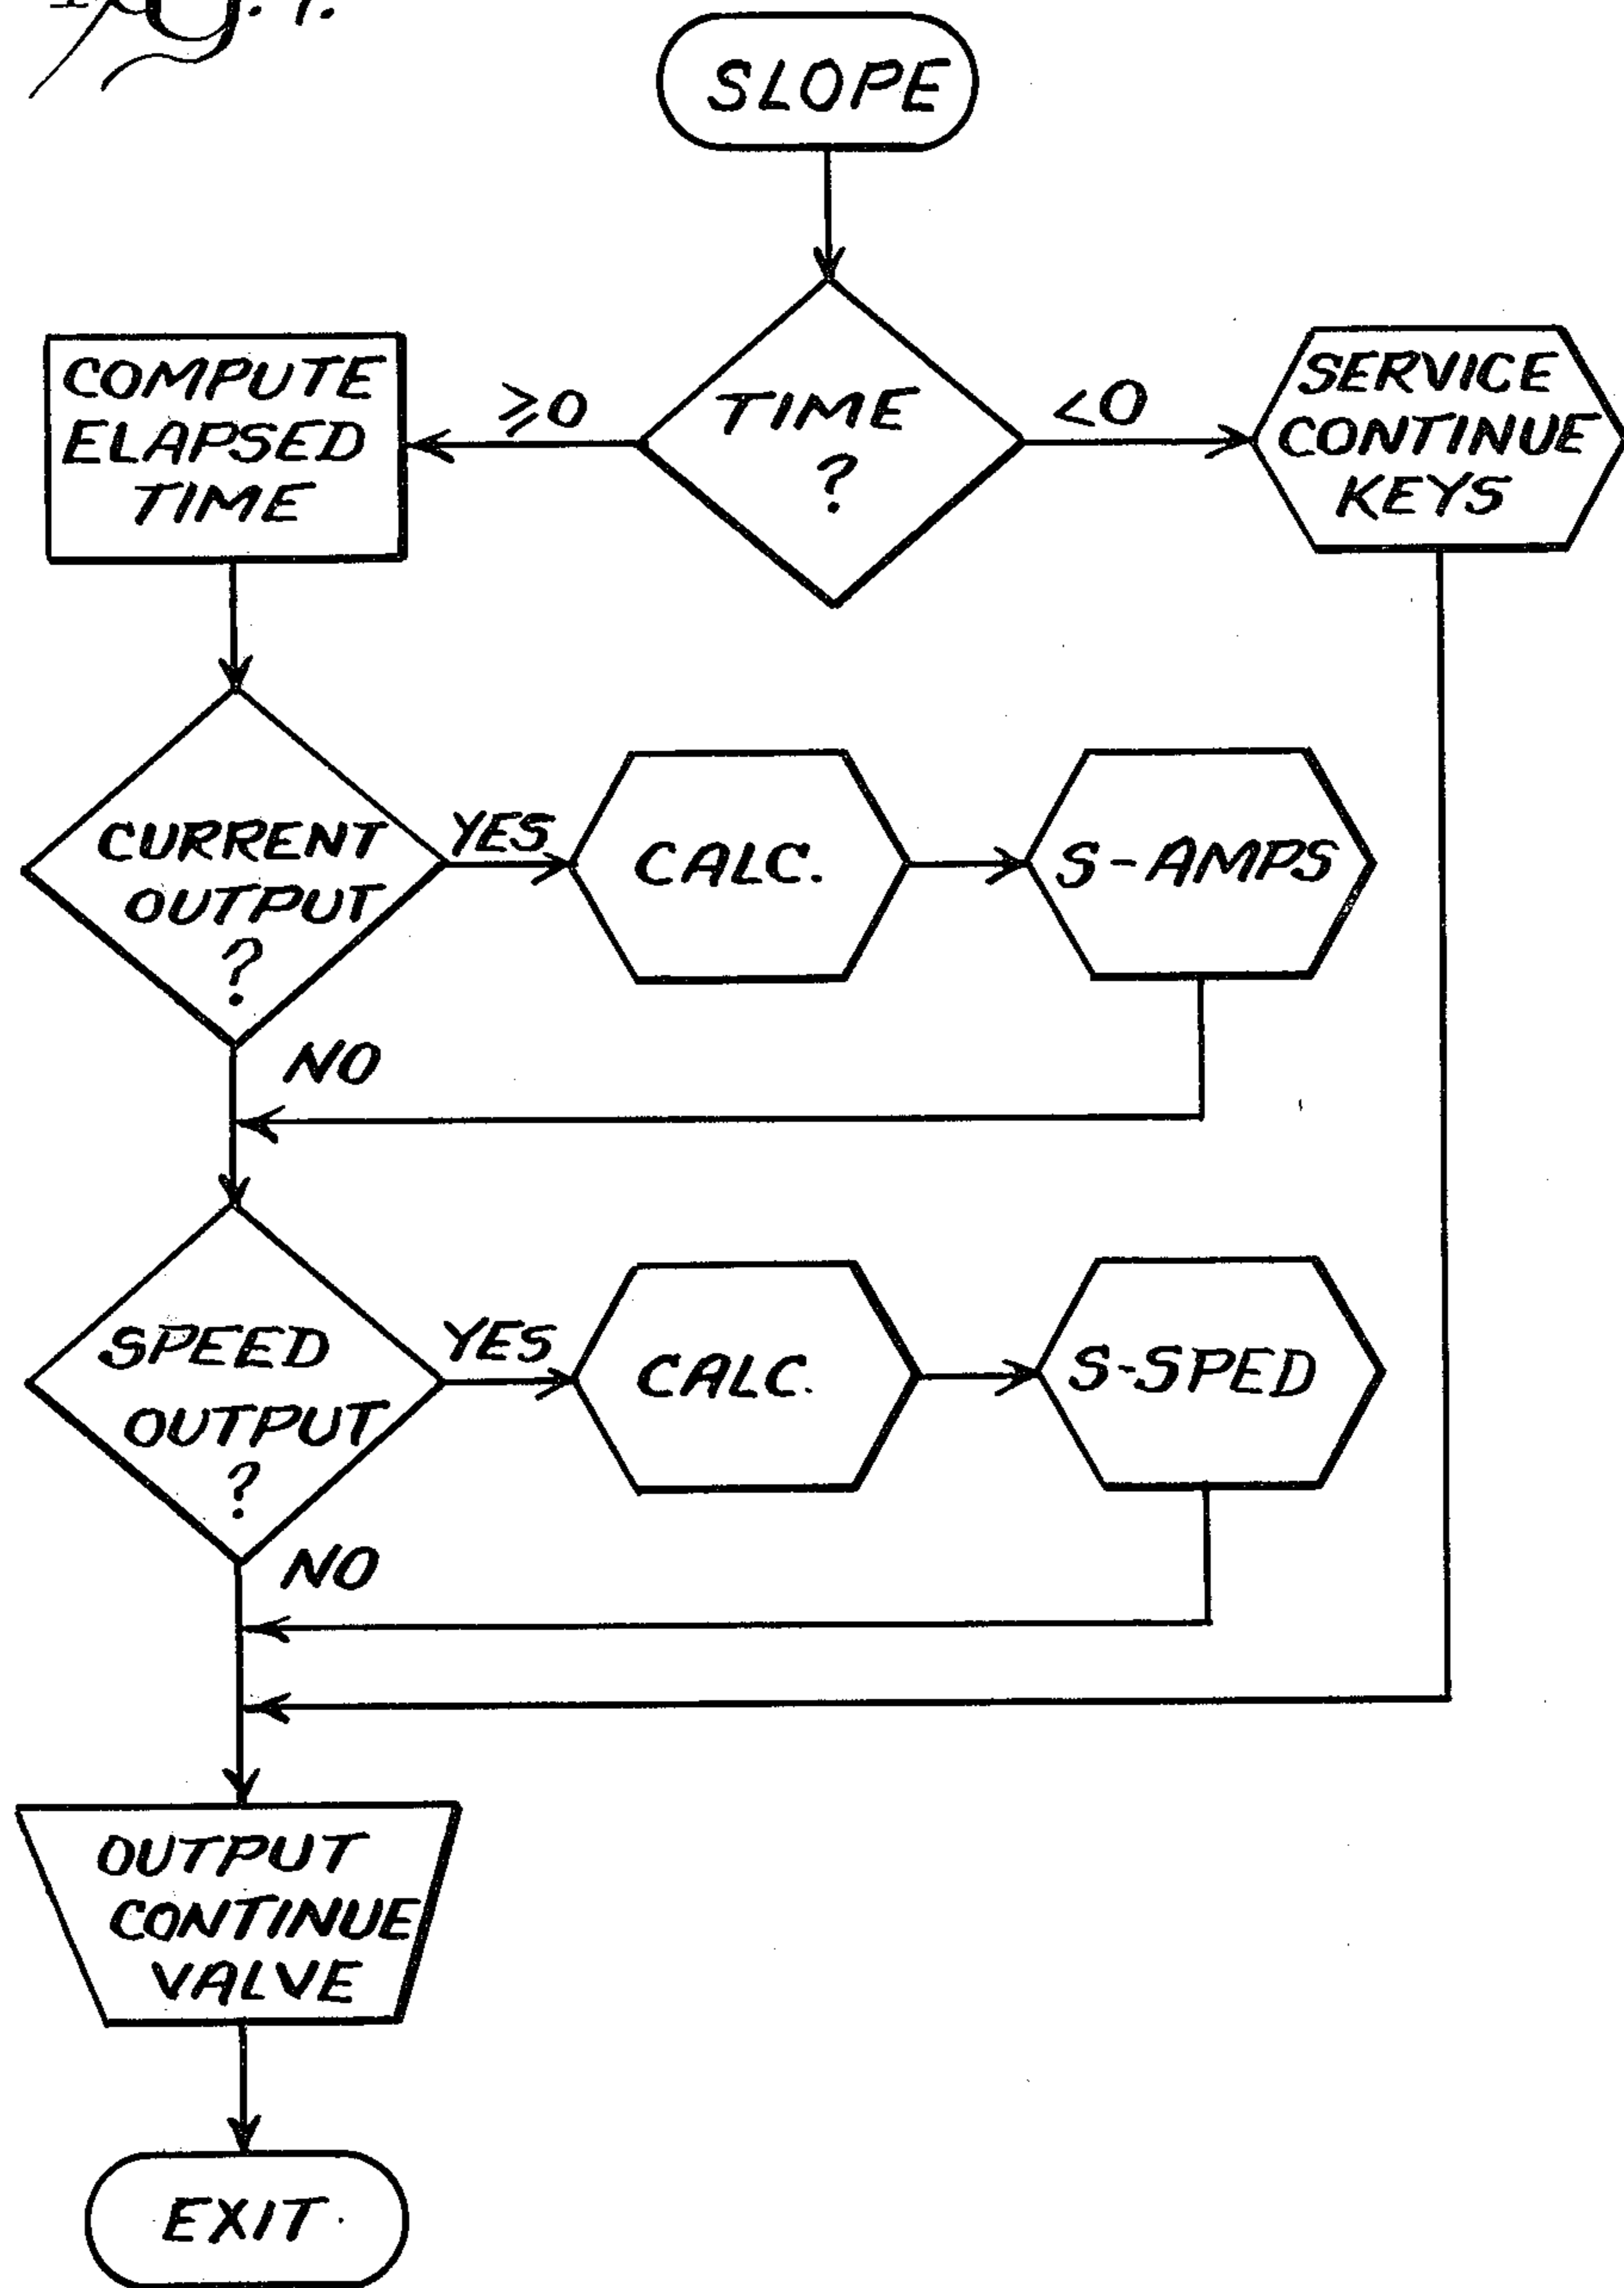 SLOPE
TIME
?
≥0
<0
COMPUTE
ELAPSED
TIME
SERVICE
CONTINUE
KEYS
CURRENT
OUTPUT
?
YES
CALC.
S-AMPS
NO
SPEED
OUTPUT
?
YES
CALC.
S-SPED
NO
OUTPUT
CONTINUE
VALVE
EXIT